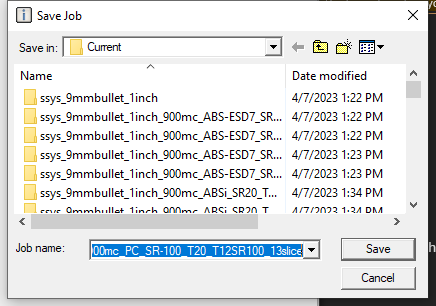 Save Job
Save in: Current
Name Date modified
ssys_9mmbullet_1inch 4/7/2023 1:22 PM
ssys_9mmbullet_1inch_900mc_ABS-ESD7_SR... 4/7/2023 1:22 PM
ssys_9mmbullet_1inch_900mc_ABS-ESD7_SR... 4/7/2023 1:22 PM
ssys_9mmbullet_1inch_900mc_ABS-ESD7_SR... 4/7/2023 1:23 PM
ssys_9mmbullet_1inch_900mc_ABS-ESD7_SR... 4/7/2023 1:23 PM
ssys_9mmbullet_1inch_900mc_ABSi_SR20_T... 4/7/2023 1:34 PM
ssys_9mmbullet_1inch_900mc_ABSi_SR20_T... 4/7/2023 1:34 PM
Job name: 00mc_PC_SR-100_T20_T12SR100_13slice Save
Cancel